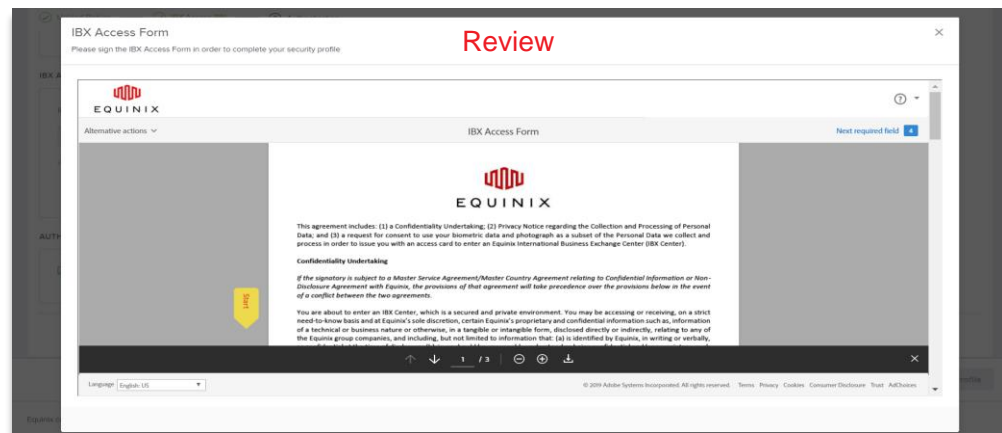 IBX Access Form
Review
Please sign the IBX Access Form in order to complete your security profile
EQUINIX
Alternative actions
IBX Access Form
Next required field 4
EQUINIX
This agreement includes: (1) a Confidentiality Undertaking; (2) Privacy Notice regarding the Collection and Processing of Personal
Data; and (3) a request for consent to use your biometric data and photograph as a subset of the Personal Data we collect and
process in order to issue you with an access card to enter an Equinix International Business Exchange Center (IBX Center).
Confidentiality Undertaking
If the signatory is subject to a Master Service Agreement/Master Country Agreement relating to Confidential Information or Non-
Disclosure Agreement with Equinix, the provisions of that agreement will take precedence over the provisions below in the event
of a conflict between the two agreements.
Start
You are about to enter an IBX Center, which is a secured and private environment. You may be accessing or receiving, on a strict
need-to-know basis and at Equinix's sole discretion, certain Equinix's proprietary and confidential information such as, information
of a technical or business nature or otherwise, in a tangible or intangible form, disclosed directly or indirectly, relating to any of
the Equinix group companies, and including, but not limited to information that: (a) is identified by Equinix, in writing or verbally,
1 / 3
Language English: US
© 2019 Adobe Systems Incorporated. All rights reserved. Terms Privacy Cookies Consumer Disclosure Trust AdChoices